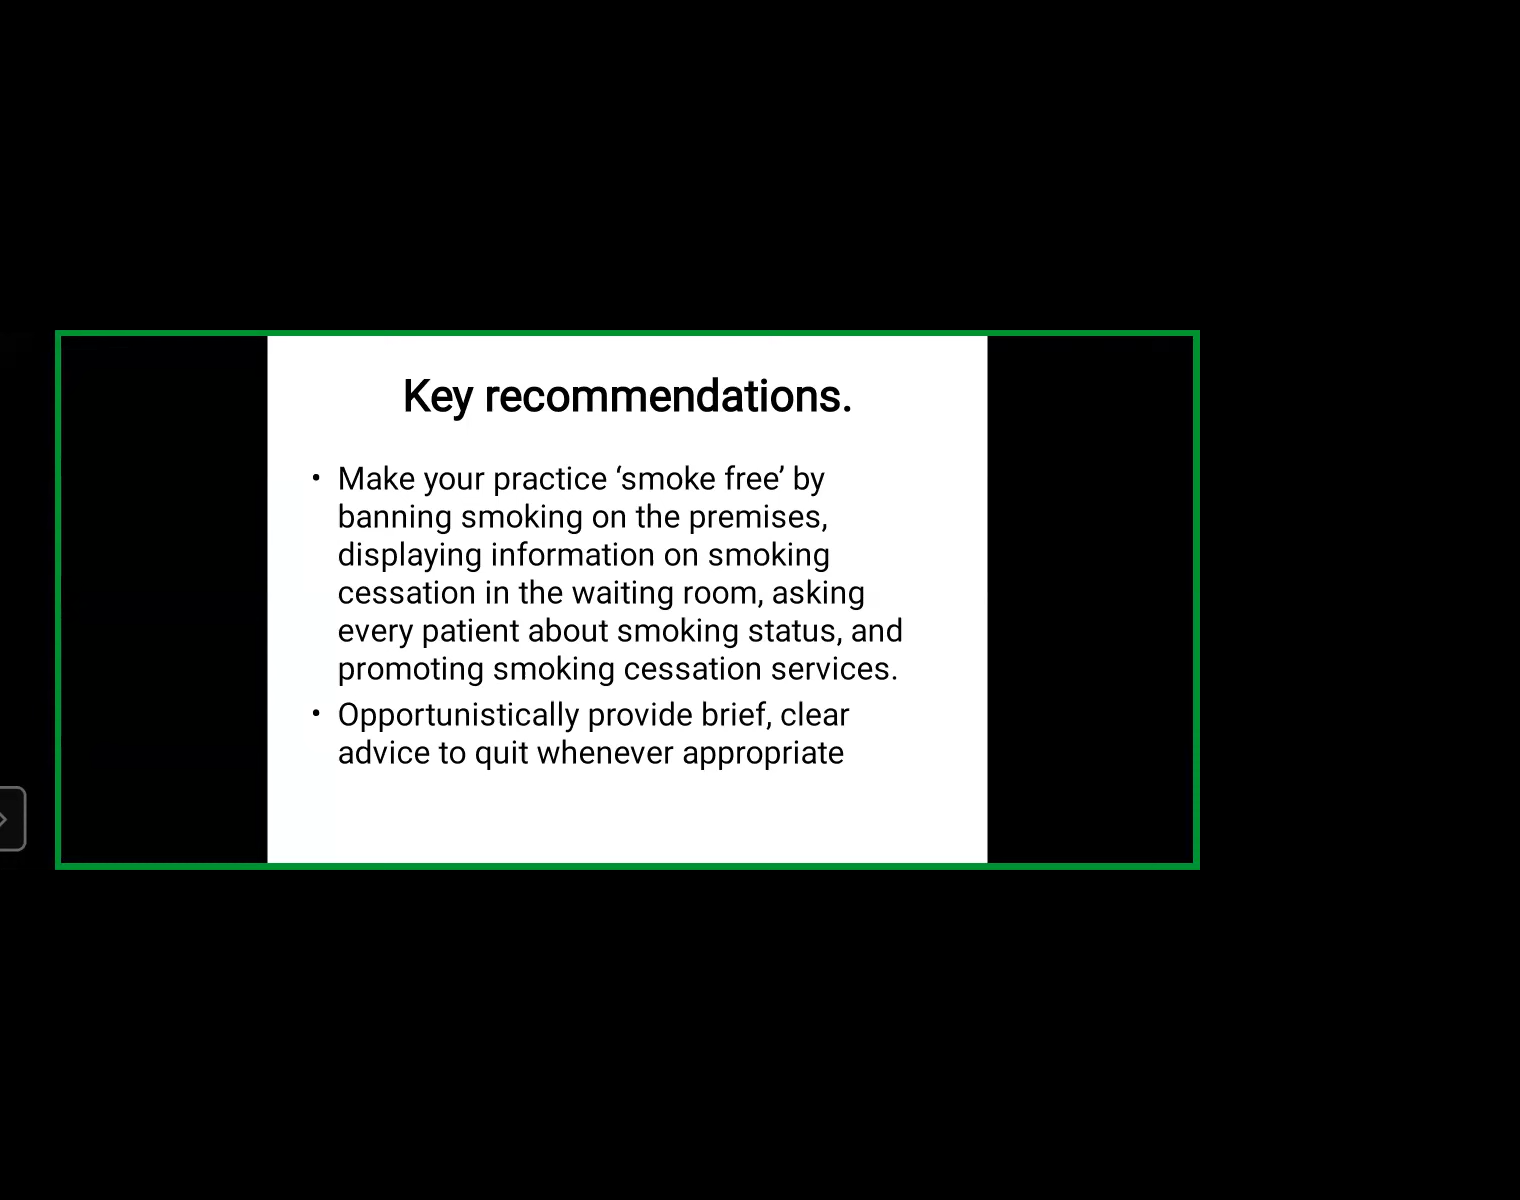 Key recommendations.
• Make your practice ‘smoke free’ by
banning smoking on the premises,
displaying information on smoking
cessation in the waiting room, asking
every patient about smoking status, and
promoting smoking cessation services.
• Opportunistically provide brief, clear
advice to quit whenever appropriate